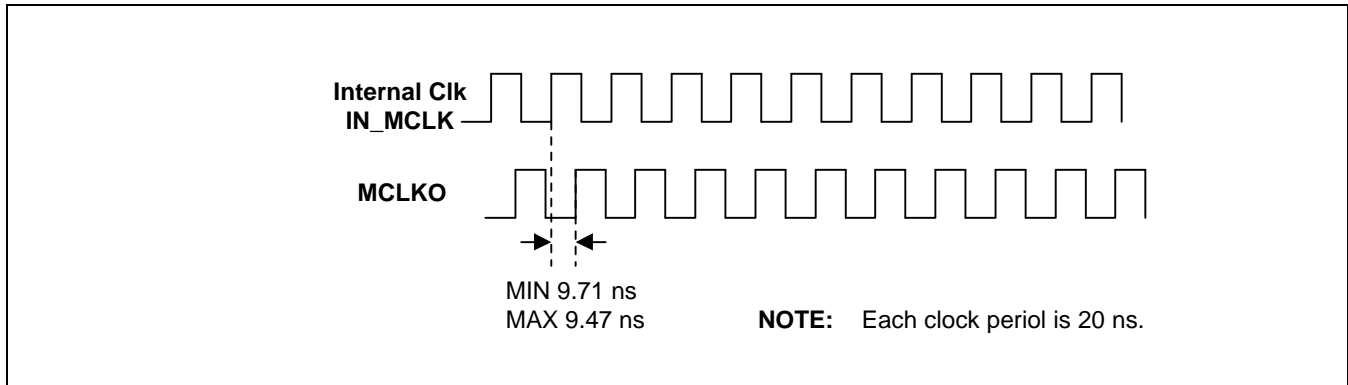 Internal Clk
IN_MCLK
MCLKO
MIN 9.71 ns
MAX 9.47 ns
NOTE: Each clock periol is 20 ns.